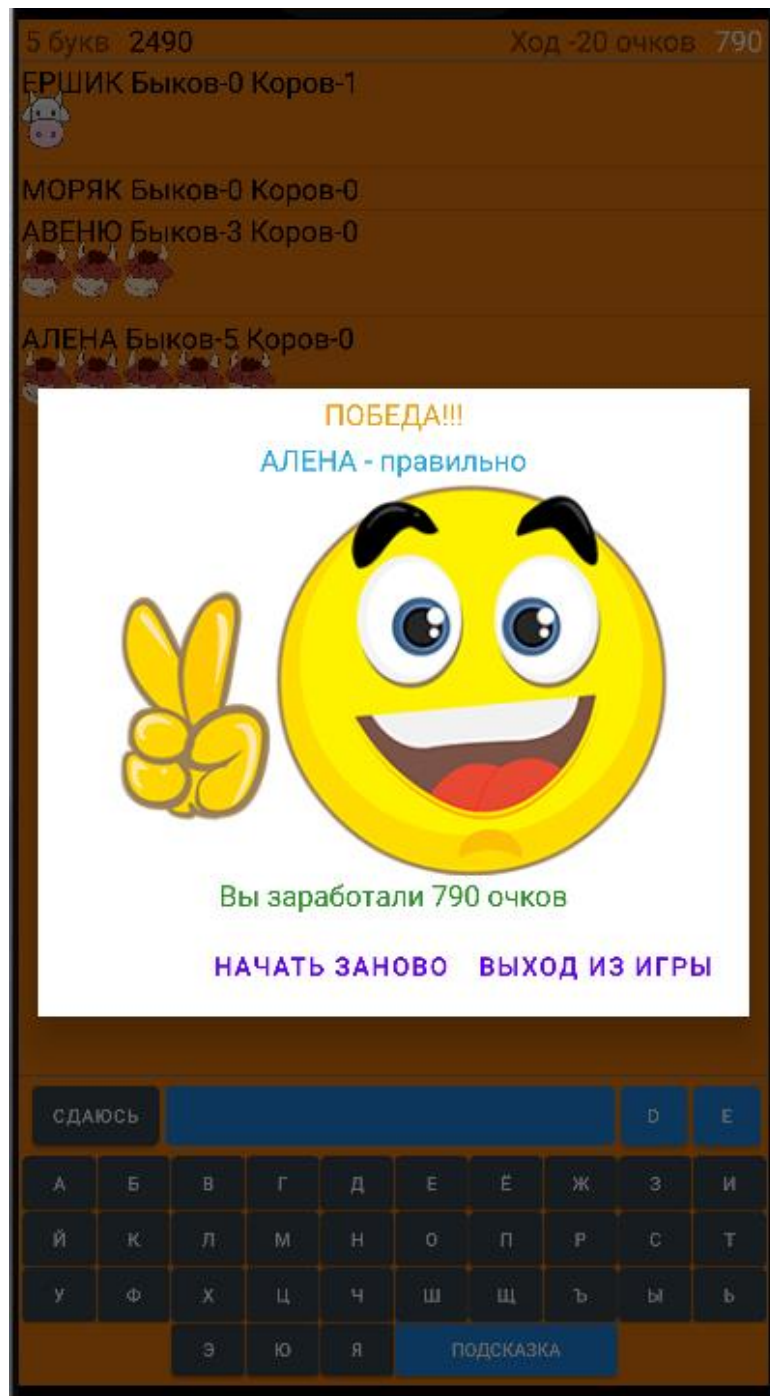 5 букв 2490 Ход -20 очков 790
ЕРШИК Быков-0 Коров-1
МОРЯК Быков-0 Коров-0
АВЕНЮ Быков-3 Коров-0
АЛЕНА Быков-5 Коров-0
ПОБЕДА!!!
АЛЕНА - правильно
Вы заработали 790 очков
НАЧАТЬ ЗАНОВО ВЫХОД ИЗ ИГРЫ
СДАЮСЬ D E
А Б В Г Д Е Ё Ж З И
Й К Л М Н О П Р С Т
У Ф Х Ц Ч Ш Щ Ъ Ы Ь
Э Ю Я ПОДСКАЗКА